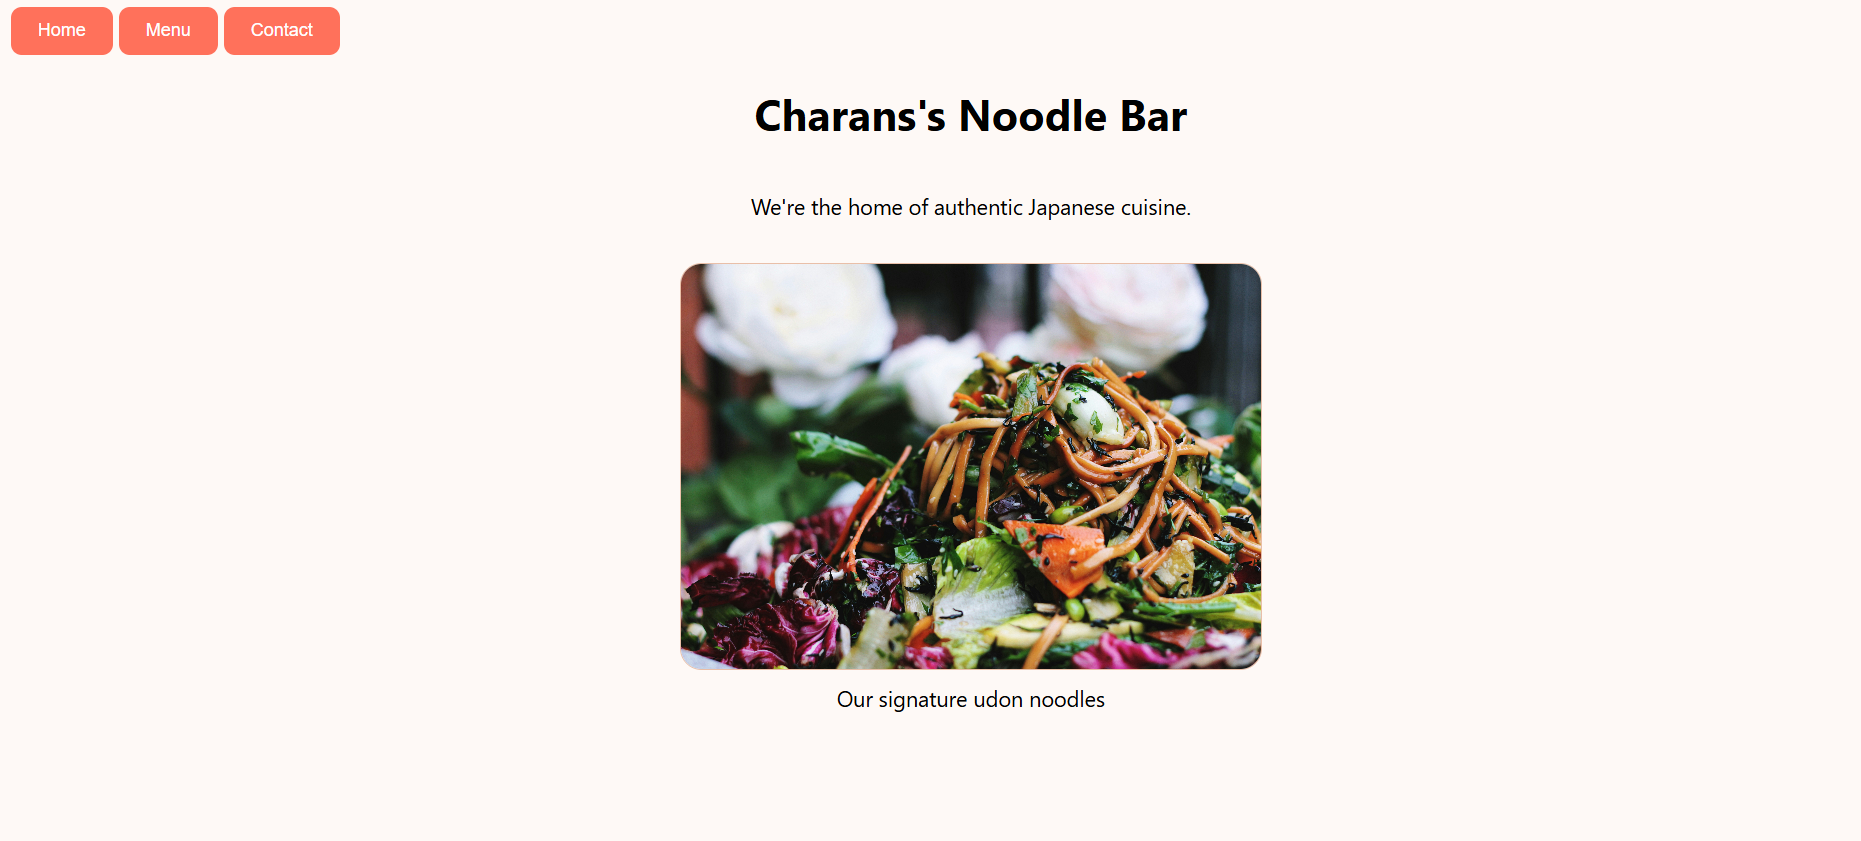 Home Menu Contact
Charans's Noodle Bar
We're the home of authentic Japanese cuisine.
Our signature udon noodles